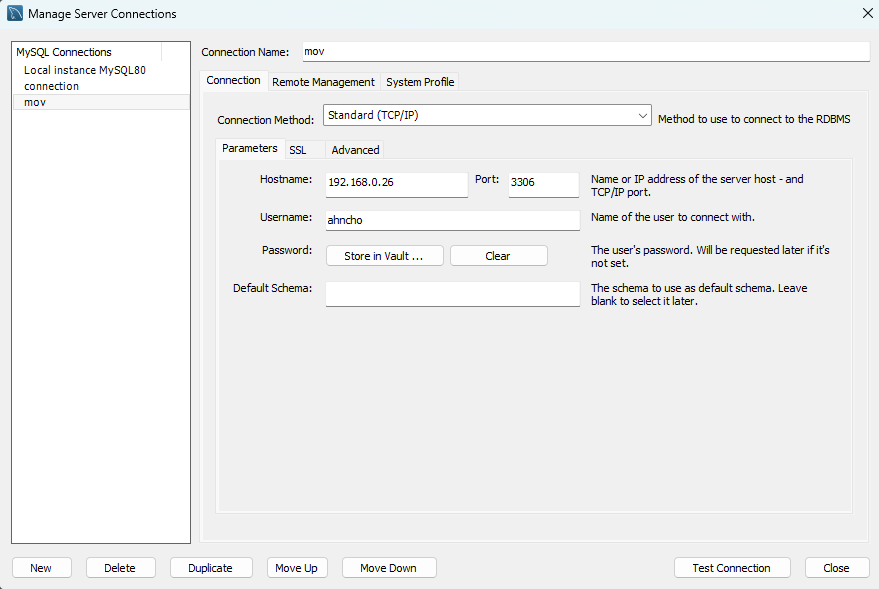 Manage Server Connections
MySQL Connections
Local instance MySQL80
connection
mov
Connection Name: mov
Connection Remote Management System Profile
Connection Method: Standard (TCP/IP) Method to use to connect to the RDBMS
Parameters SSL Advanced
Hostname: 192.168.0.26 Port: 3306 Name or IP address of the server host - and
TCP/IP port.
Username: ahncho Name of the user to connect with.
Password: Store in Vault ... Clear The user's password. Will be requested later if it's
not set.
Default Schema: The schema to use as default schema. Leave
blank to select it later.
New Delete Duplicate Move Up Move Down Test Connection Close